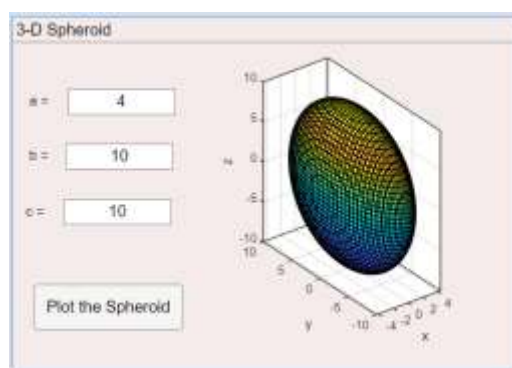 3-D Spheroid
a = 4
b = 10
c = 10
Plot the Spheroid
10
5
0
-5
-10
z
10
5
0
-5
-10
y
-4 -2 0 2 4
x